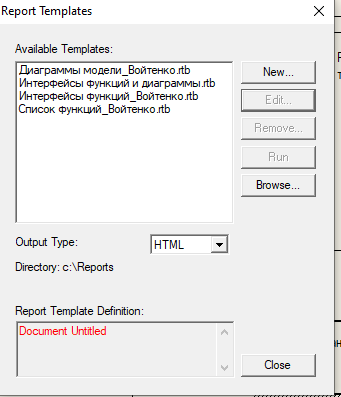 Report Templates
Available Templates:
Диаграммы модели_Войтенко.rtb
Интерфейсы функций и диаграммы.rtb
Интерфейсы функций_Войтенко.rtb
Список функций_Войтенко.rtb
New...
Edit...
Remove...
Run
Browse...
Output Type:
HTML
Directory: c:\Reports
Report Template Definition:
Document Untitled
Close